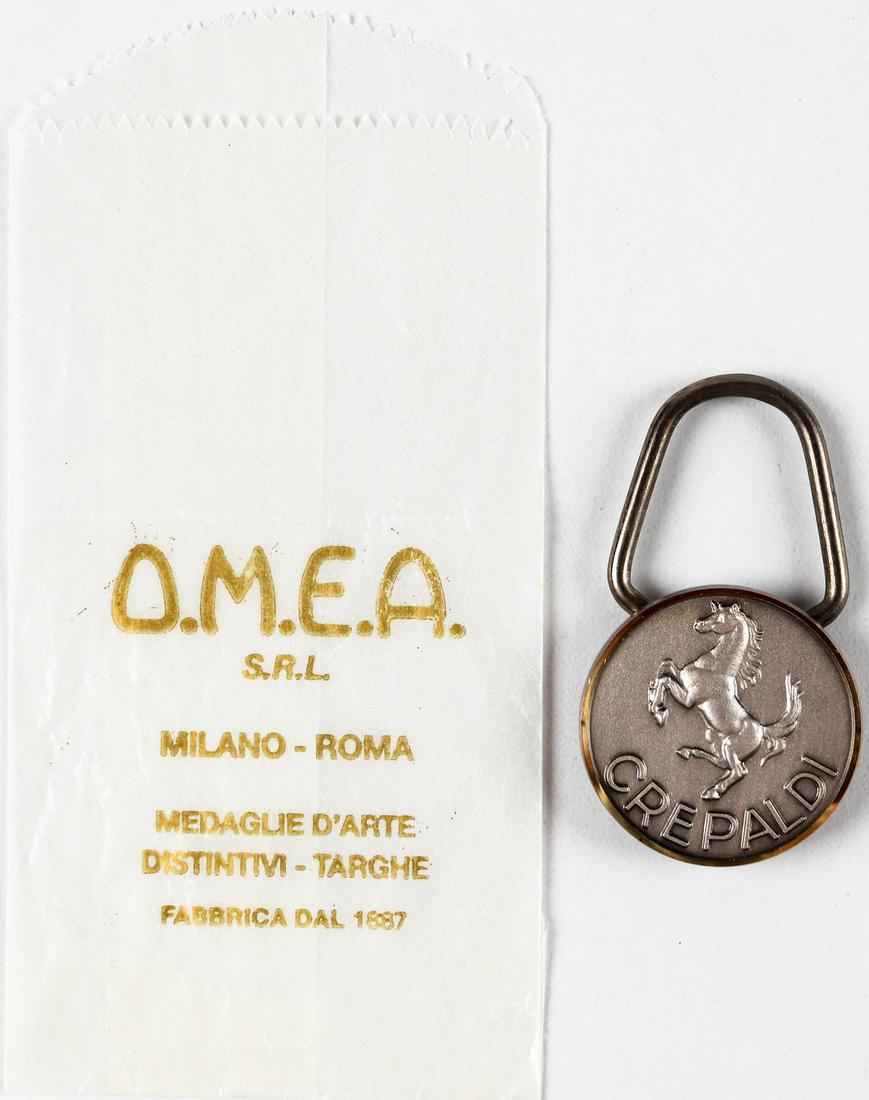 O.M.E.A.
S.R.L.
MILANO - ROMA
MEDAGLIE D'ARTE
DISTINTIVI - TARGHE
FABBRICA DAL 1887
CREPALDI